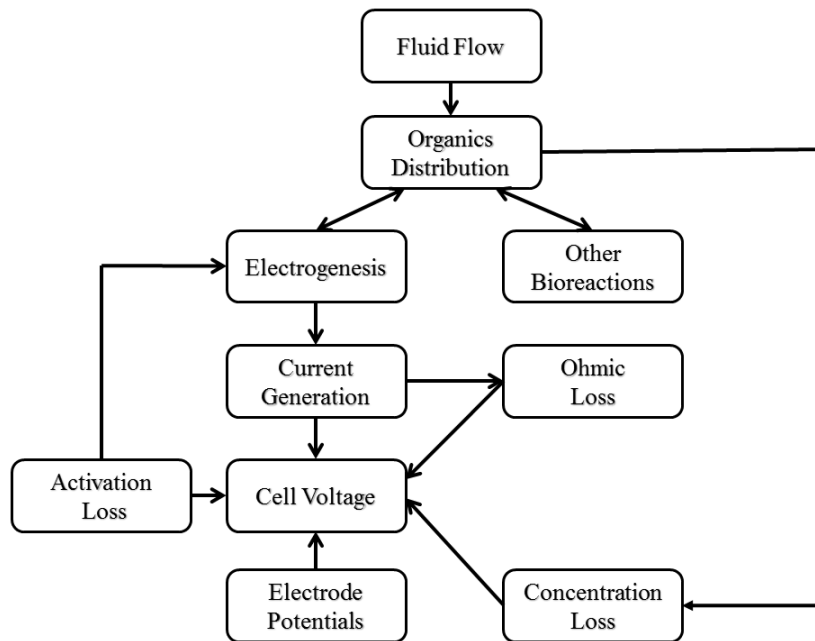 Fluid Flow
Organics
Distribution
Electrogenesis
Other
Bioreactions
Current
Generation
Ohmic
Loss
Activation
Loss
Cell Voltage
Electrode
Potentials
Concentration
Loss